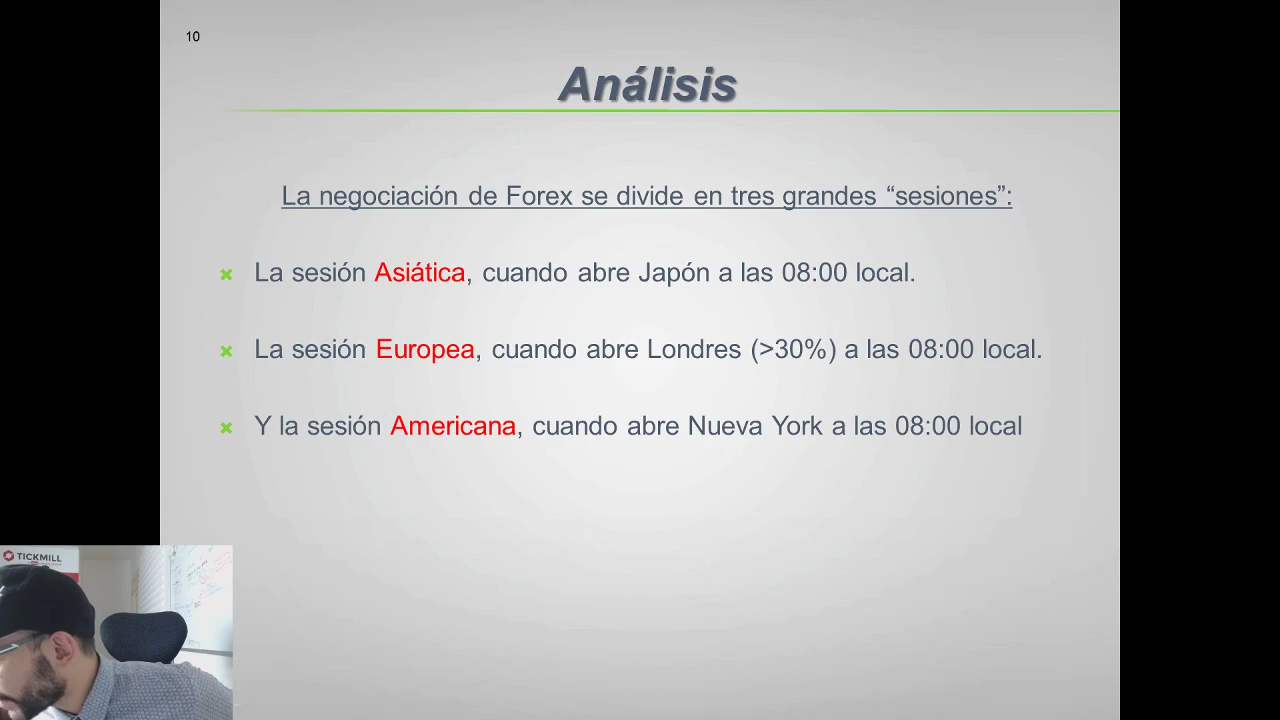 10
Análisis
La negociación de Forex se divide en tres grandes “sesiones”:
La sesión Asiática, cuando abre Japón a las 08:00 local.
La sesión Europea, cuando abre Londres (>30%) a las 08:00 local.
Y la sesión Americana, cuando abre Nueva York a las 08:00 local
TICKMILL